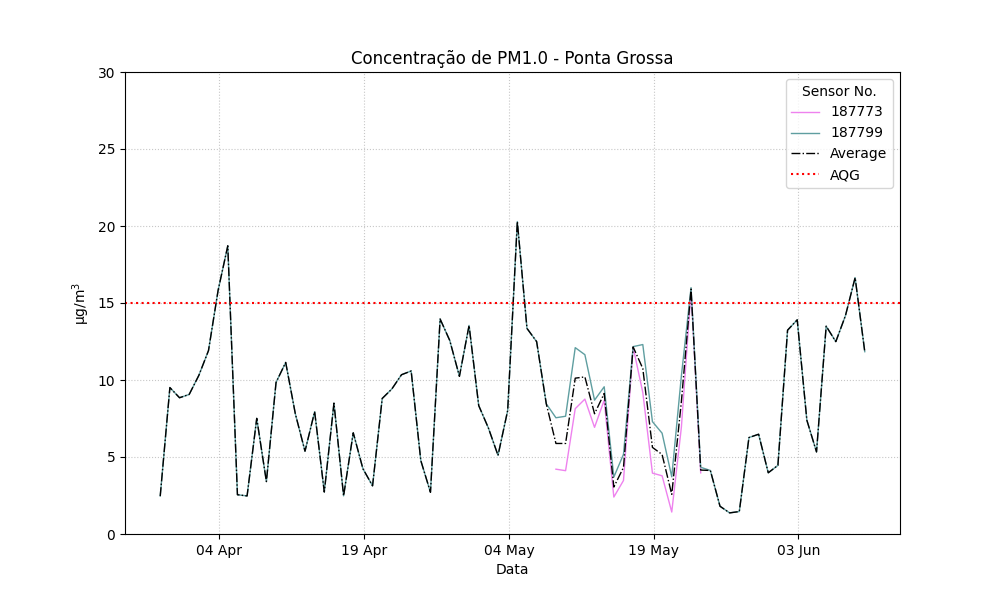 Concentração de PM1.0 - Ponta Grossa
30
25
20
15
10
5
0
µg/m³
04 Apr
19 Apr
04 May
19 May
03 Jun
Data
Sensor No.
187773
187799
Average
AQG